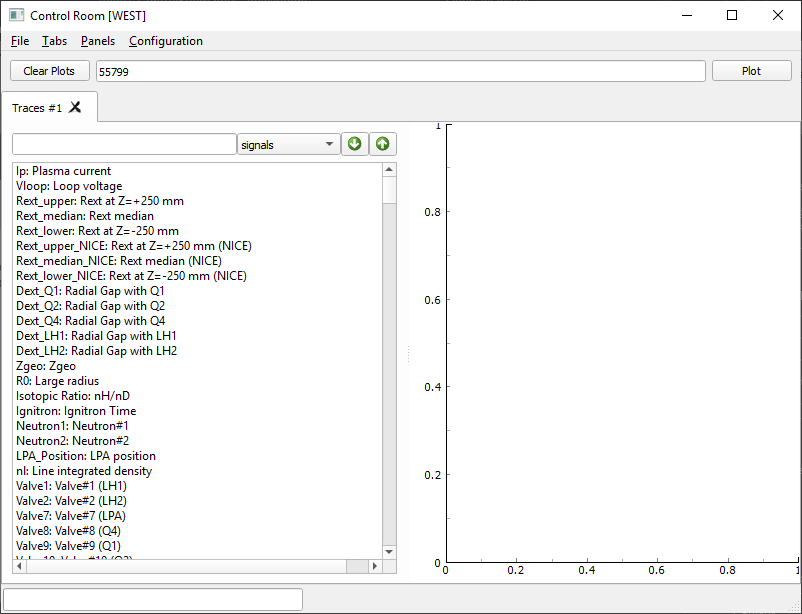 Control Room [WEST]
File Tabs Panels Configuration
Clear Plots 55799 Plot
Traces #1
signals
Ip: Plasma current
Vloop: Loop voltage
Rext_upper: Rext at Z=+250 mm
Rext_median: Rext median
Rext_lower: Rext at Z=-250 mm
Rext_upper_NICE: Rext at Z=+250 mm (NICE)
Rext_median_NICE: Rext median (NICE)
Rext_lower_NICE: Rext at Z=-250 mm (NICE)
Dext_Q1: Radial Gap with Q1
Dext_Q2: Radial Gap with Q2
Dext_Q4: Radial Gap with Q4
Dext_LH1: Radial Gap with LH1
Dext_LH2: Radial Gap with LH2
Zgeo: Zgeo
R0: Large radius
Isotopic Ratio: nH/nD
Ignitron: Ignitron Time
Neutron1: Neutron#1
Neutron2: Neutron#2
LPA_Position: LPA position
nl: Line integrated density
Valve1: Valve#1 (LH1)
Valve2: Valve#2 (LH2)
Valve7: Valve#7 (LPA)
Valve8: Valve#8 (Q4)
Valve9: Valve#9 (Q1)
1
0.8
0.6
0.4
0.2
0
0 0.2 0.4 0.6 0.8 1